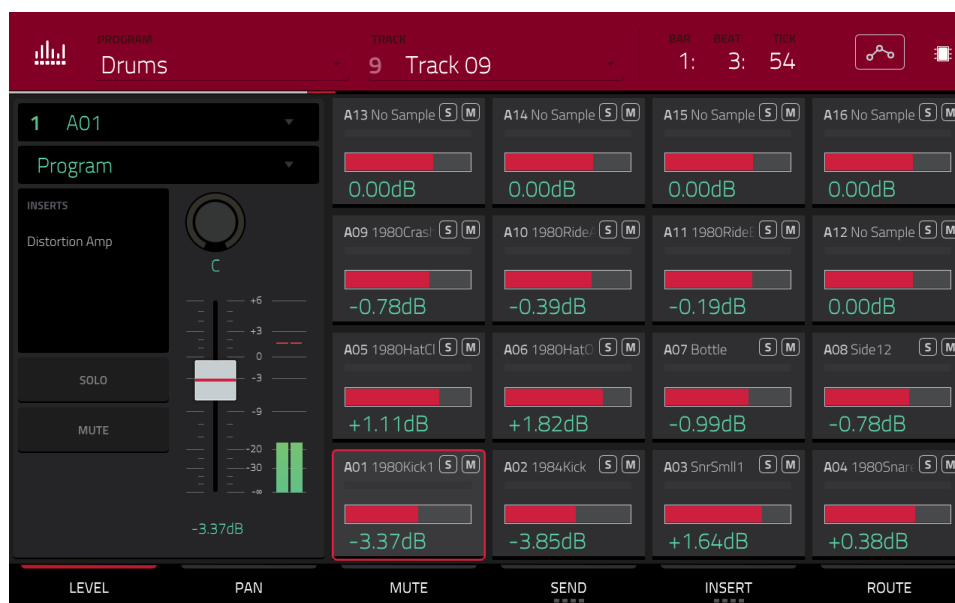 PROGRAM TRACK BAR BEAT TICK
Drums 9 Track 09 1: 3: 54
1 A01
Program
INSERTS
Distortion Amp
C
+6
+3
0
-3
-9
-20
-30
-∞
-3.37dB
SOLO
MUTE
A13 No Sample S M A14 No Sample S M A15 No Sample S M A16 No Sample S M
0.00dB 0.00dB 0.00dB 0.00dB
A09 1980Crash S M A10 1980RideA S M A11 1980RideB S M A12 No Sample S M
-0.78dB -0.39dB -0.19dB 0.00dB
A05 1980HatCl S M A06 1980HatO S M A07 Bottle S M A08 Side12 S M
+1.11dB +1.82dB -0.99dB -0.78dB
A01 1980Kick1 S M A02 1984Kick S M A03 SnrSmll1 S M A04 1980Snare S M
-3.37dB -3.85dB +1.64dB +0.38dB
LEVEL PAN MUTE SEND INSERT ROUTE